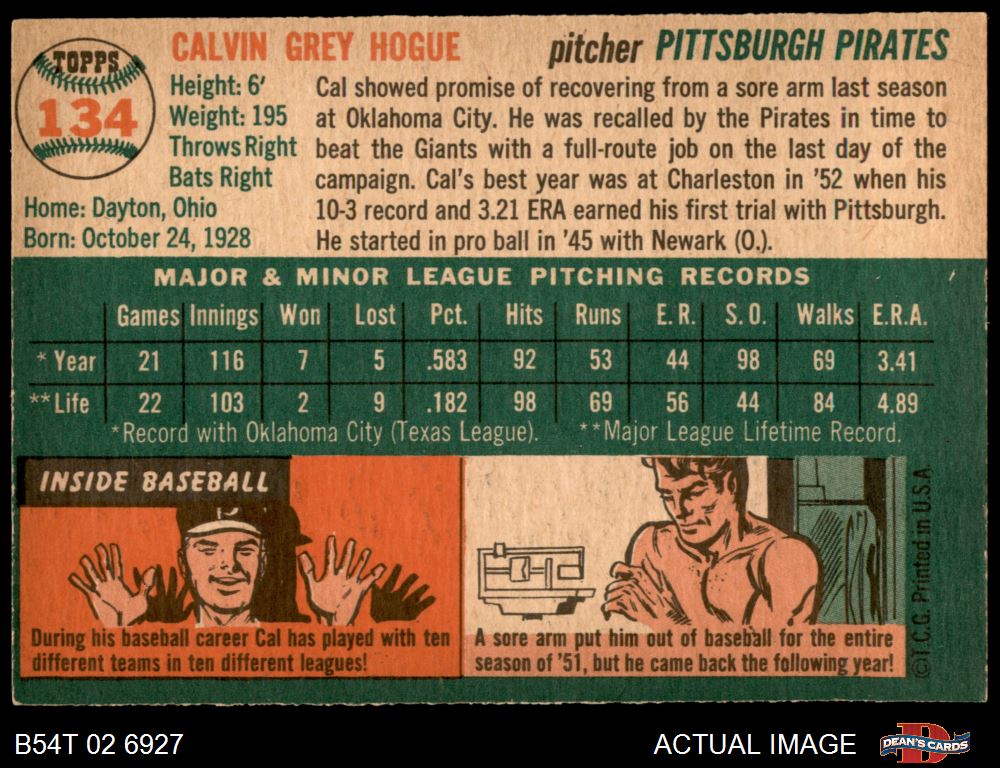 TOPPS
134
CALVIN GREY HOGUE
pitcher PITTSBURGH PIRATES
Height: 6'
Weight: 195
Throws Right
Bats Right
Home: Dayton, Ohio
Born: October 24, 1928
Cal showed promise of recovering from a sore arm last season
at Oklahoma City. He was recalled by the Pirates in time to
beat the Giants with a full-route job on the last day of the
campaign. Cal's best year was at Charleston in '52 when his
10-3 record and 3.21 ERA earned his first trial with Pittsburgh.
He started in pro ball in '45 with Newark (O.).
MAJOR & MINOR LEAGUE PITCHING RECORDS
Games Innings Won Lost Pct. Hits Runs E. R. S. O. Walks E.R.A.
* Year 21 116 7 5 .583 92 53 44 98 69 3.41
** Life 22 103 2 9 .182 98 69 56 44 84 4.89
*Record with Oklahoma City (Texas League). **Major League Lifetime Record.
INSIDE BASEBALL
P
During his baseball career Cal has played with ten
different teams in ten different leagues!
A sore arm put him out of baseball for the entire
season of '51, but he came back the following year!
©T.C.G. Printed in U.S.A.
B54T 02 6927
ACTUAL IMAGE
DEAN'S CARDS